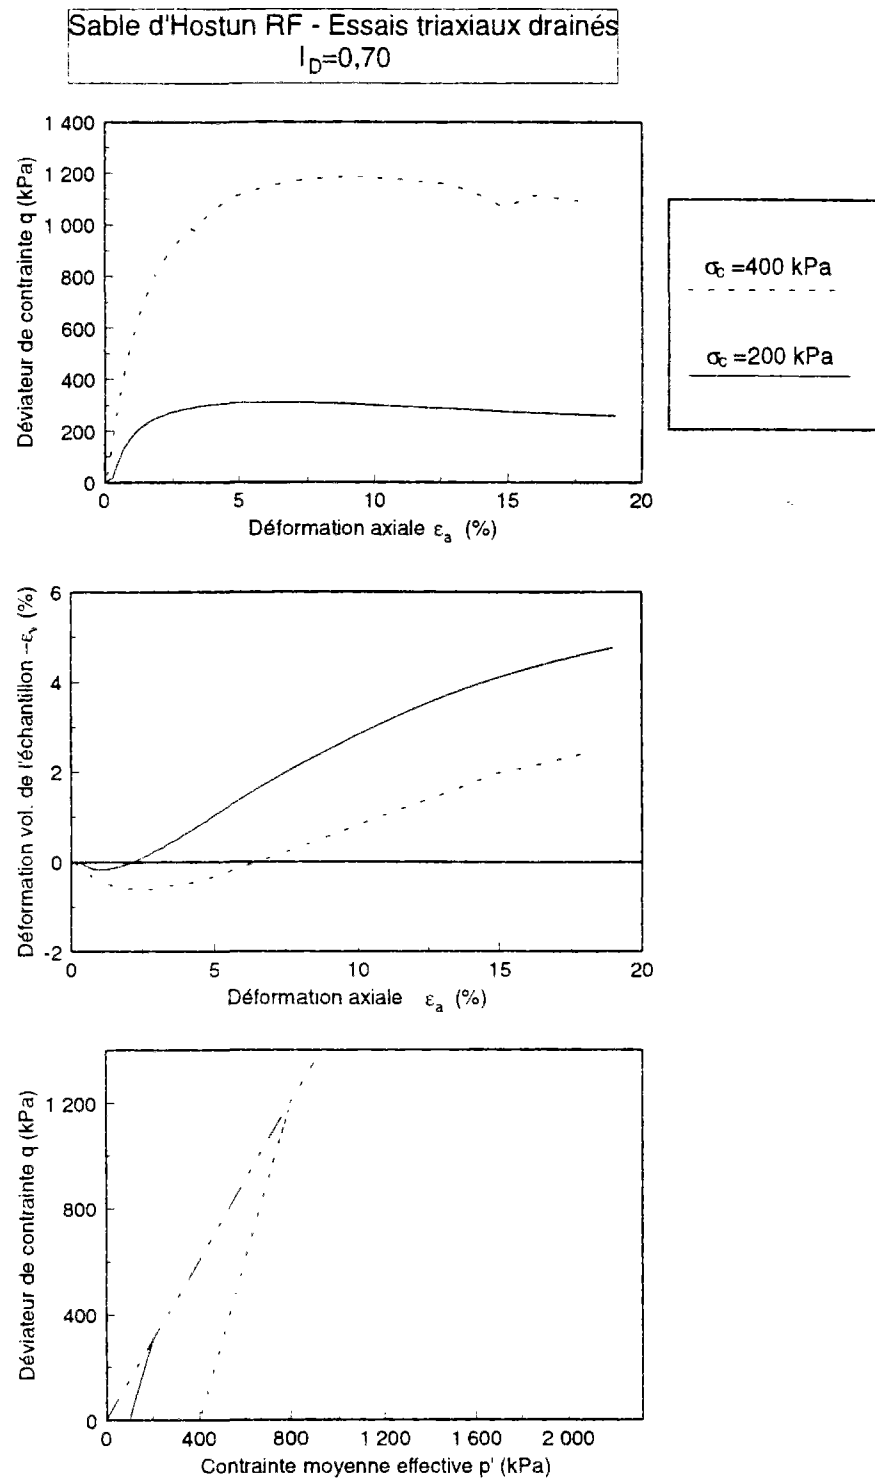 Sable d'Hostun RF - Essais triaxiaux drainés
I_D=0,70
1 400
1 200
1 000
800
600
400
200
0
Déviateur de contrainte q (kPa)
0 5 10 15 20
Déformation axiale ε_a (%)
σ_c =400 kPa
σ_c =200 kPa
6
4
2
0
-2
Déformation vol. de l'échantillon -ε_v (%)
0 5 10 15 20
Déformation axiale ε_a (%)
1 200
800
400
0
Déviateur de contrainte q (kPa)
0 400 800 1 200 1 600 2 000
Contrainte moyenne effective p' (kPa)